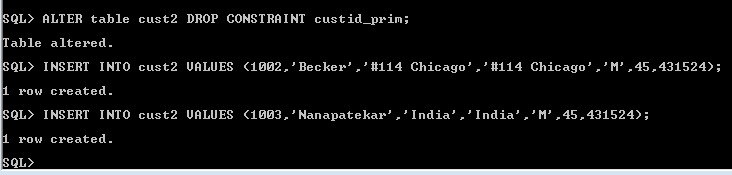 SQL> ALTER table cust2 DROP CONSTRAINT custid_prim;
Table altered.
SQL> INSERT INTO cust2 VALUES (1002,'Becker','#114 Chicago','#114 Chicago','M',45,431524);
1 row created.
SQL> INSERT INTO cust2 VALUES (1003,'Nanapatekar','India','India','M',45,431524);
1 row created.
SQL>